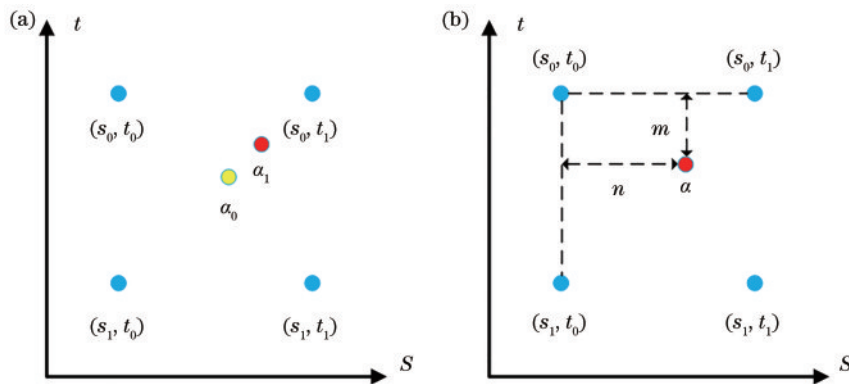 (a)
t
(s₀, t₀)
(s₀, t₁)
α₁
α₀
(s₁, t₀)
(s₁, t₁)
S
(b)
t
(s₀, t₀)
(s₀, t₁)
m
n
α
(s₁, t₀)
(s₁, t₁)
S